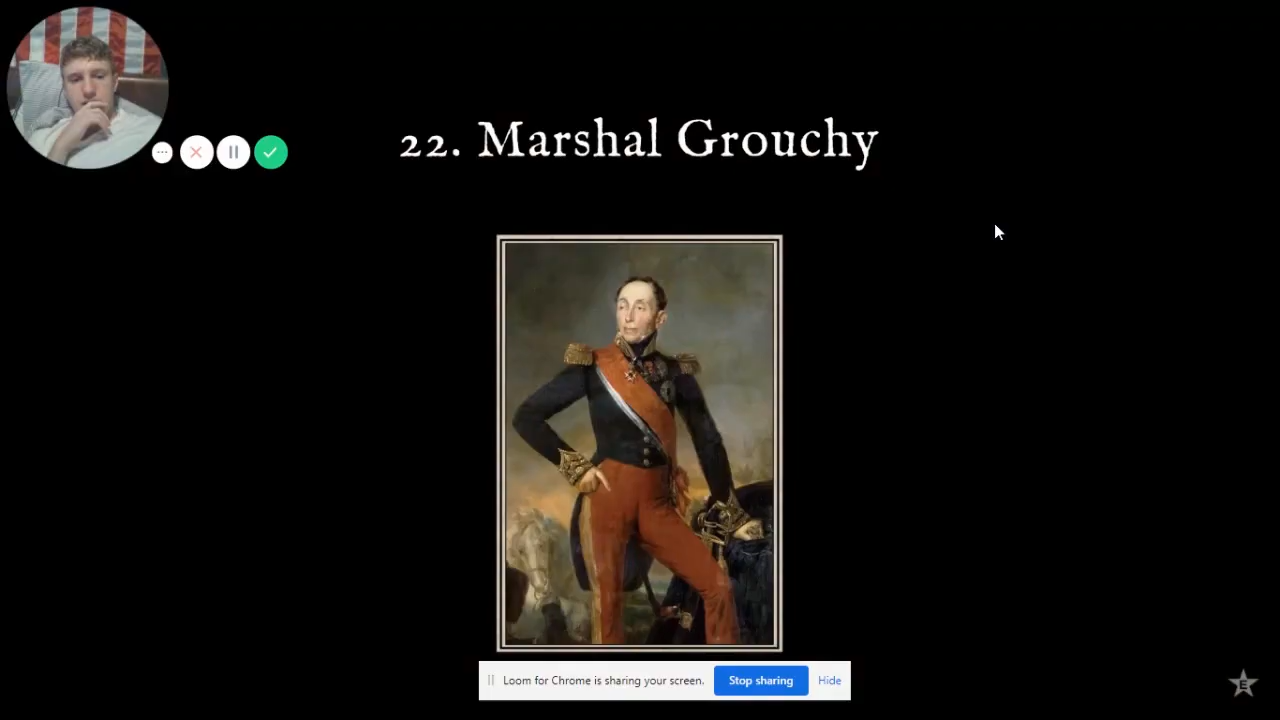 22. Marshal Grouchy
Loom for Chrome is sharing your screen.
Stop sharing
Hide
E